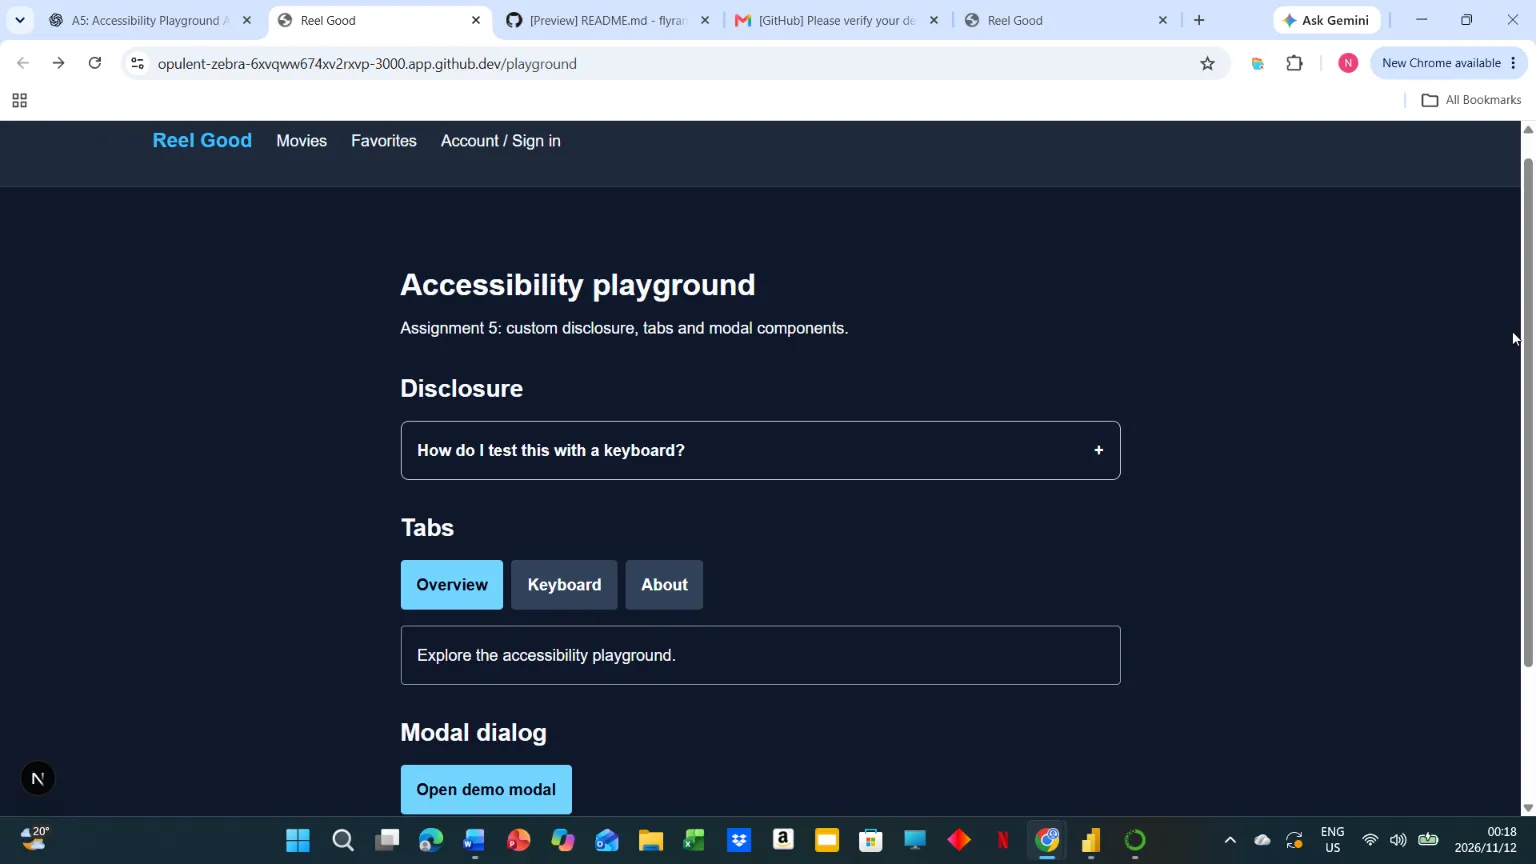 A5: Accessibility Playground A
Reel Good
[Preview] README.md - flyran
[GitHub] Please verify your de
Reel Good
Ask Gemini
opulent-zebra-6xvqww674xv2rxvp-3000.app.github.dev/playground
N
New Chrome available
All Bookmarks
Reel Good Movies Favorites Account / Sign in
Accessibility playground
Assignment 5: custom disclosure, tabs and modal components.
Disclosure
How do I test this with a keyboard? +
Tabs
Overview Keyboard About
Explore the accessibility playground.
Modal dialog
Open demo modal
N
20°
ENG
US
00:18
2026/11/12